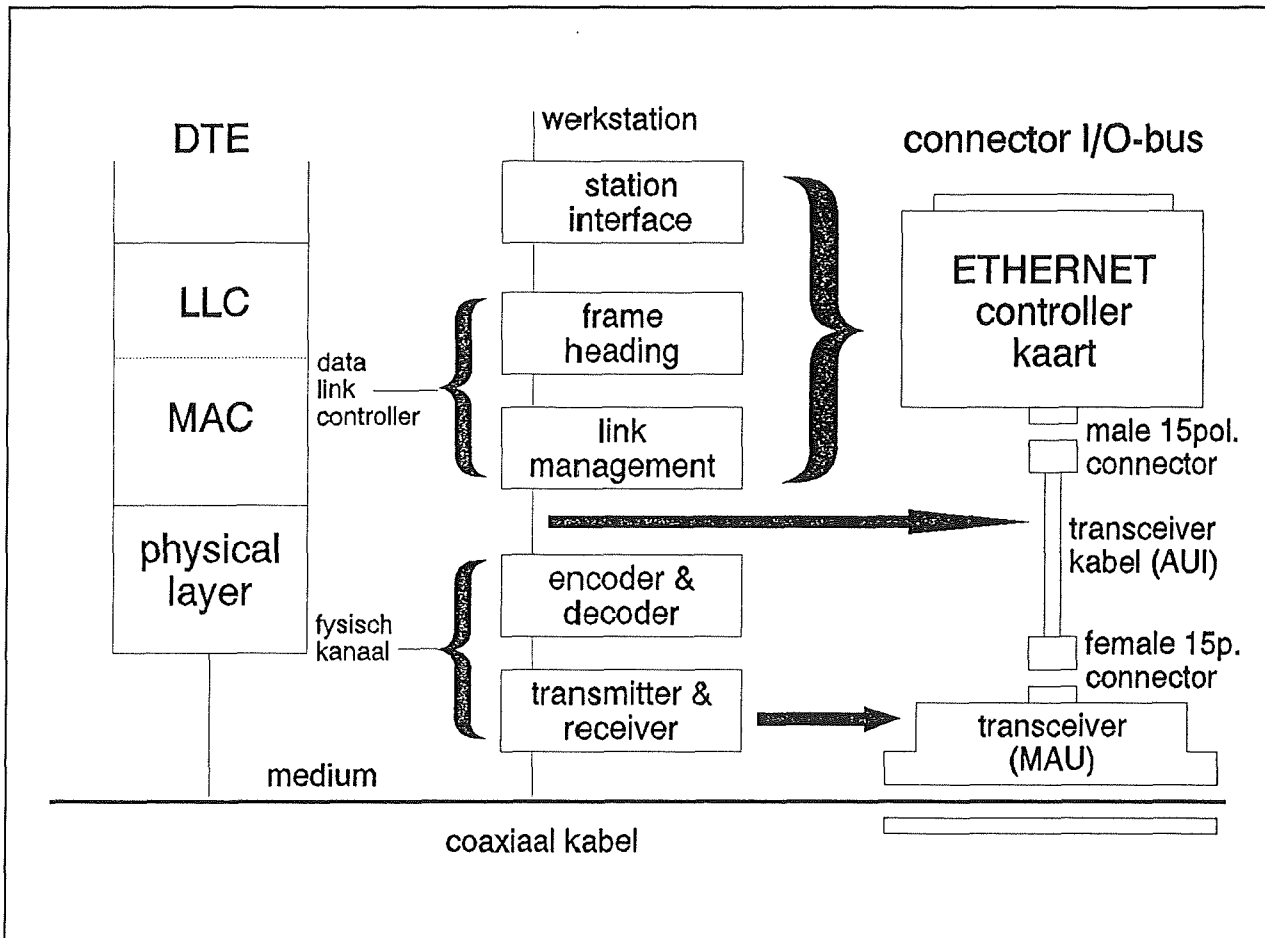 DTE
LLC
MAC
physical
layer
data
link
controller
fysisch
kanaal
medium
coaxiaal kabel
werkstation
station
interface
frame
heading
link
management
encoder &
decoder
transmitter &
receiver
connector I/O-bus
ETHERNET
controller
kaart
male 15pol.
connector
transceiver
kabel (AUI)
female 15p.
connector
transceiver
(MAU)